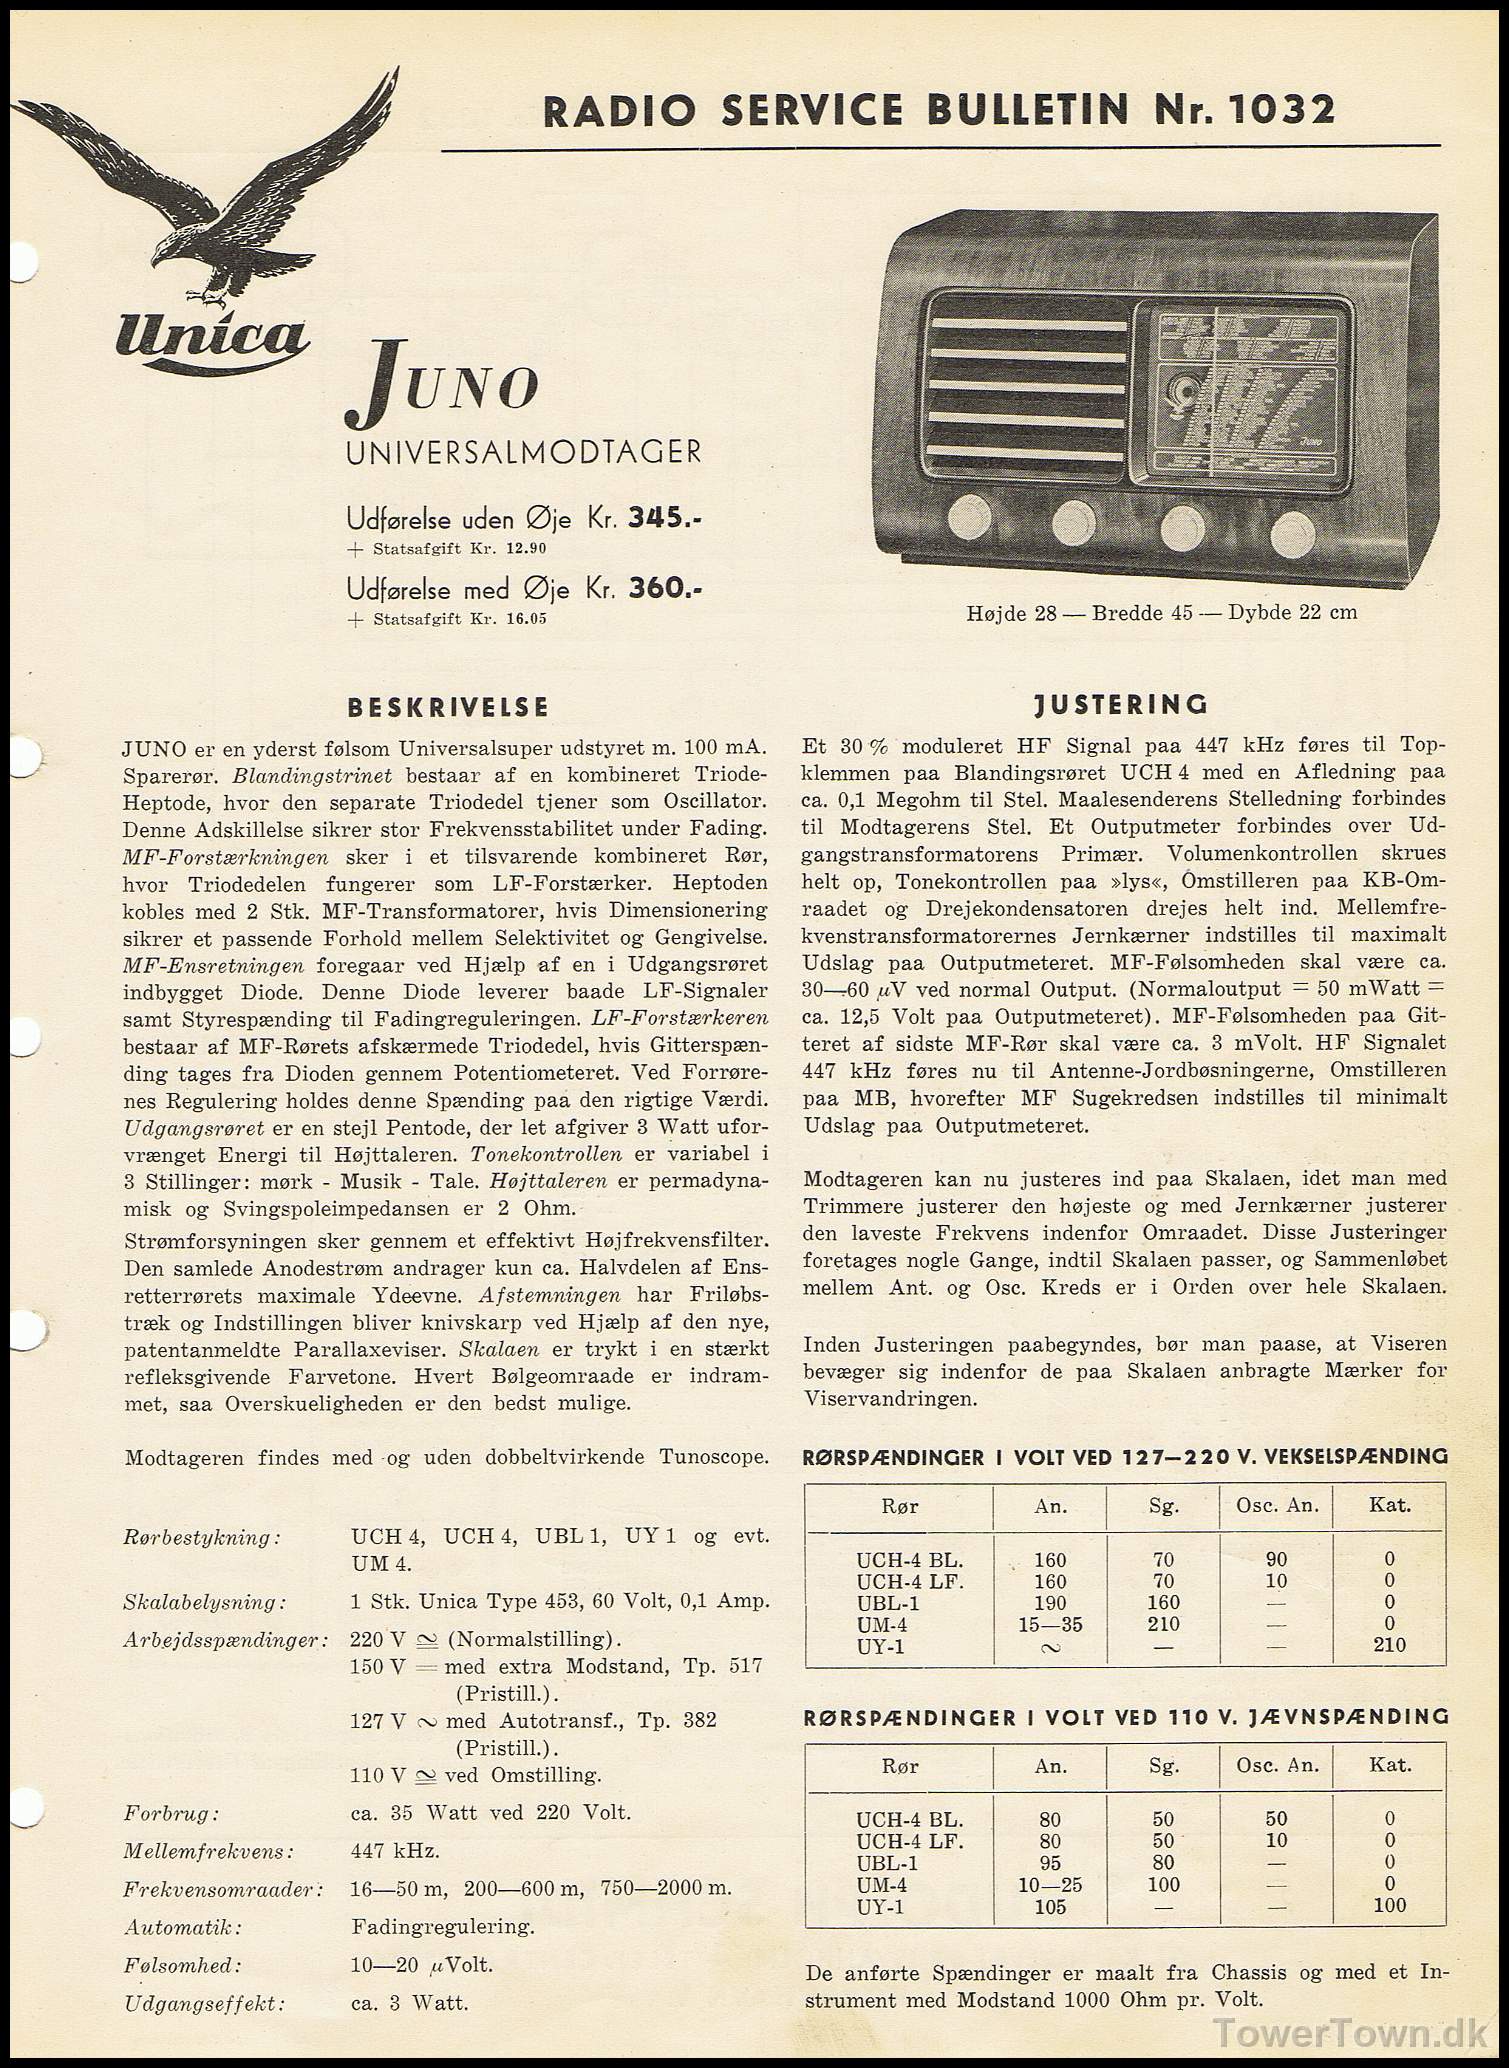 RADIO SERVICE BULLETIN Nr. 1032
Unica
JUNO
UNIVERSALMODTAGER
Udførelse uden Øje Kr. 345.-
+ Statsafgift Kr. 12.90
Udførelse med Øje Kr. 360.-
+ Statsafgift Kr. 16.05
JUNO
Højde 28 — Bredde 45 — Dybde 22 cm
BESKRIVELSE
JUNO er en yderst følsom Universalsuper udstyret m. 100 mA.
Sparerør. Blandingstrinet bestaar af en kombineret Triode-
Heptode, hvor den separate Triodedel tjener som Oscillator.
Denne Adskillelse sikrer stor Frekvensstabilitet under Fading.
MF-Forstærkningen sker i et tilsvarende kombineret Rør,
hvor Triodedelen fungerer som LF-Forstærker. Heptoden
kobles med 2 Stk. MF-Transformatorer, hvis Dimensionering
sikrer et passende Forhold mellem Selektivitet og Gengivelse.
MF-Ensretningen foregaar ved Hjælp af en i Udgangsrøret
indbygget Diode. Denne Diode leverer baade LF-Signaler
samt Styrespænding til Fadingreguleringen. LF-Forstærkeren
bestaar af MF-Rørets afskærmede Triodedel, hvis Gitterspæn-
ding tages fra Dioden gennem Potentiometeret. Ved Forrøre-
nes Regulering holdes denne Spænding paa den rigtige Værdi.
Udgangsrøret er en stejl Pentode, der let afgiver 3 Watt ufor-
vrænget Energi til Højttaleren. Tonekontrollen er variabel i
3 Stillinger: mørk - Musik - Tale. Højttaleren er permadyna-
misk og Svingspoleimpedansen er 2 Ohm.
Strømforsyningen sker gennem et effektivt Højfrekvensfilter.
Den samlede Anodestrøm andrager kun ca. Halvdelen af Ens-
retterrørets maximale Ydeevne. Afstemningen har Friløbs-
træk og Indstillingen bliver knivskarp ved Hjælp af den nye,
patentanmeldte Parallaxeviser. Skalaen er trykt i en stærkt
refleksgivende Farvetone. Hvert Bølgeomraade er indram-
met, saa Overskueligheden er den bedst mulige.
Modtageren findes med og uden dobbeltvirkende Tunoscope.
Rørbestykning: UCH 4, UCH 4, UBL 1, UY 1 og evt.
UM 4.
Skalabelysning: 1 Stk. Unica Type 453, 60 Volt, 0,1 Amp.
Arbejdsspændinger: 220 V ≂ (Normalstilling).
150 V = med extra Modstand, Tp. 517
(Pristill.).
127 V ∼ med Autotransf., Tp. 382
(Pristill.).
110 V ≂ ved Omstilling.
Forbrug: ca. 35 Watt ved 220 Volt.
Mellemfrekvens: 447 kHz.
Frekvensomraader: 16—50 m, 200—600 m, 750—2000 m.
Automatik: Fadingregulering.
Følsomhed: 10—20 µVolt.
Udgangseffekt: ca. 3 Watt.
JUSTERING
Et 30 % moduleret HF Signal paa 447 kHz føres til Top-
klemmen paa Blandingsrøret UCH 4 med en Afledning paa
ca. 0,1 Megohm til Stel. Maalesenderens Stelledning forbindes
til Modtagerens Stel. Et Outputmeter forbindes over Ud-
gangstransformatorens Primær. Volumenkontrollen skrues
helt op, Tonekontrollen paa »lys«, Omstilleren paa KB-Om-
raadet og Drejekondensatoren drejes helt ind. Mellemfre-
kvenstransformatorernes Jernkærner indstilles til maximalt
Udslag paa Outputmeteret. MF-Følsomheden skal være ca.
30—60 µV ved normal Output. (Normaloutput = 50 mWatt =
ca. 12,5 Volt paa Outputmeteret). MF-Følsomheden paa Git-
teret af sidste MF-Rør skal være ca. 3 mVolt. HF Signalet
447 kHz føres nu til Antenne-Jordbøsningerne, Omstilleren
paa MB, hvorefter MF Sugekredsen indstilles til minimalt
Udslag paa Outputmeteret.
Modtageren kan nu justeres ind paa Skalaen, idet man med
Trimmere justerer den højeste og med Jernkærner justerer
den laveste Frekvens indenfor Omraadet. Disse Justeringer
foretages nogle Gange, indtil Skalaen passer, og Sammenløbet
mellem Ant. og Osc. Kreds er i Orden over hele Skalaen.
Inden Justeringen paabegyndes, bør man paase, at Viseren
bevæger sig indenfor de paa Skalaen anbragte Mærker for
Viservandringen.
RØRSPÆNDINGER I VOLT VED 127—220 V. VEKSELSPÆNDING
Rør An. Sg. Osc. An. Kat.
UCH-4 BL. 160 70 90 0
UCH-4 LF. 160 70 10 0
UBL-1 190 160 — 0
UM-4 15—35 210 — 0
UY-1 ∼ — — 210
RØRSPÆNDINGER I VOLT VED 110 V. JÆVNSPÆNDING
Rør An. Sg. Osc. An. Kat.
UCH-4 BL. 80 50 50 0
UCH-4 LF. 80 50 10 0
UBL-1 95 80 — 0
UM-4 10—25 100 — 0
UY-1 105 — — 100
De anførte Spændinger er maalt fra Chassis og med et In-
strument med Modstand 1000 Ohm pr. Volt.
TowerTown.dk